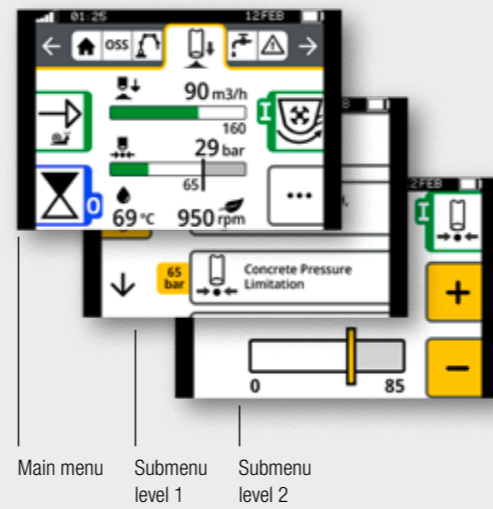 01:25 12FEB
OSS
90 m3/h
160
I
29 bar
65
O
69 °C 950 rpm
65 bar
Concrete Pressure
Limitation
2FEB
I
+
−
0 85
Main menu
Submenu
level 1
Submenu
level 2